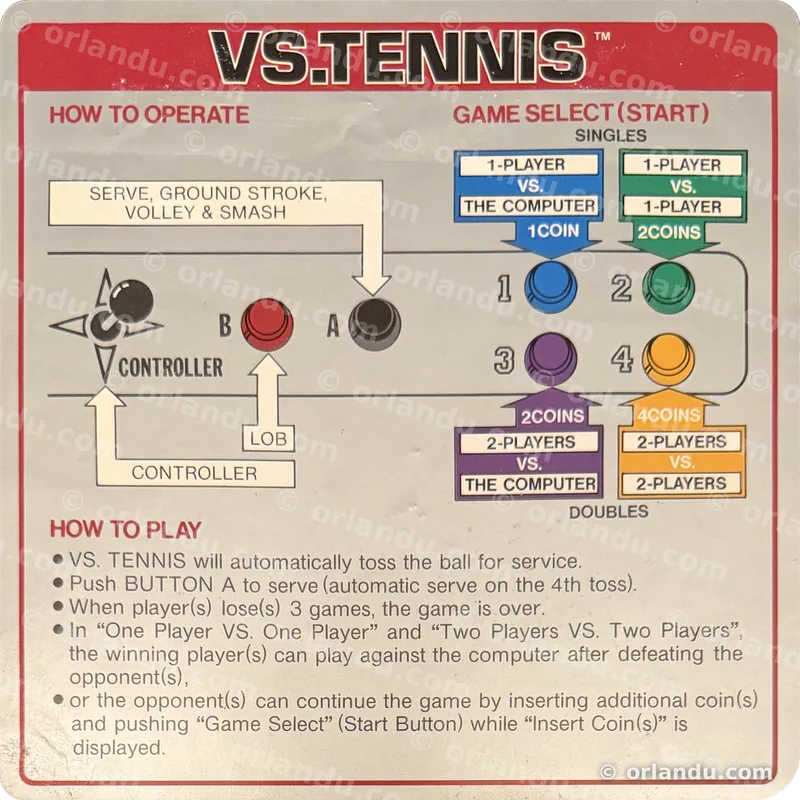 VS.TENNIS™
HOW TO OPERATE
SERVE, GROUND STROKE,
VOLLEY & SMASH
B
A
CONTROLLER
LOB
CONTROLLER
GAME SELECT(START)
SINGLES
1-PLAYER
VS.
THE COMPUTER
1COIN
1-PLAYER
VS.
1-PLAYER
2COINS
1
2
3
4
2COINS
2-PLAYERS
VS.
THE COMPUTER
4COINS
2-PLAYERS
VS.
2-PLAYERS
DOUBLES
HOW TO PLAY
● VS. TENNIS will automatically toss the ball for service.
● Push BUTTON A to serve (automatic serve on the 4th toss).
● When player(s) lose(s) 3 games, the game is over.
● In “One Player VS. One Player” and “Two Players VS. Two Players”,
the winning player(s) can play against the computer after defeating the
opponent(s),
● or the opponent(s) can continue the game by inserting additional coin(s)
and pushing “Game Select” (Start Button) while “Insert Coin(s)” is
displayed.
© orlandu.com